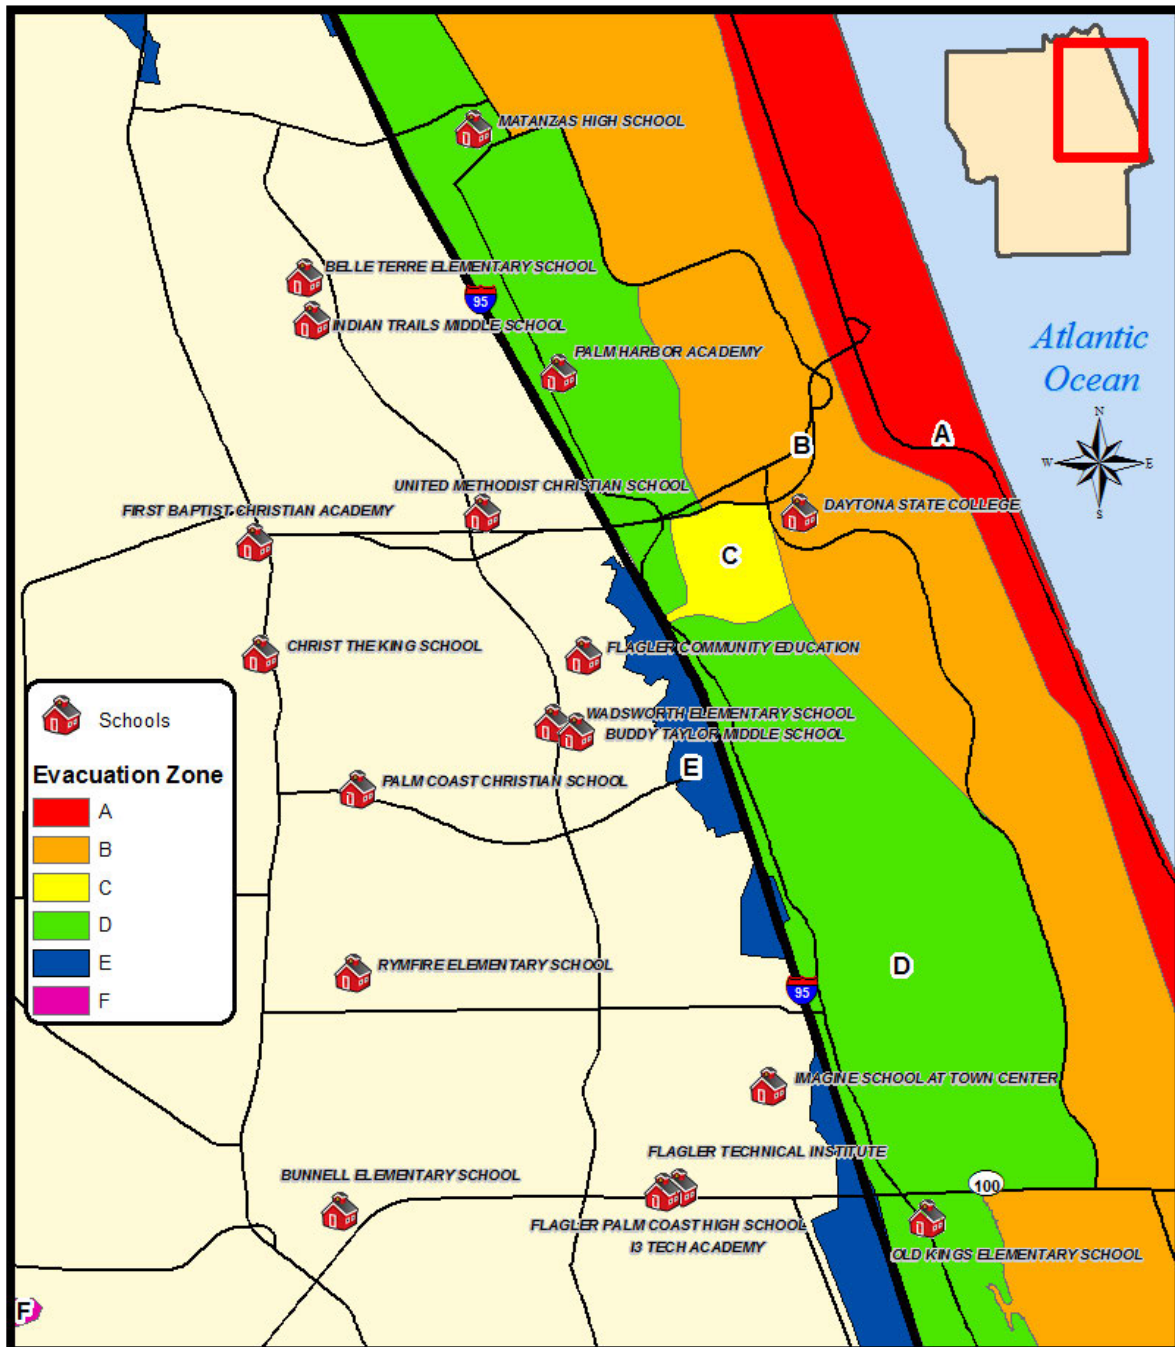 MATANZAS HIGH SCHOOL
BELLE TERRE ELEMENTARY SCHOOL
95
INDIAN TRAILS MIDDLE SCHOOL
PALM HARBOR ACADEMY
Atlantic
Ocean
N
W
E
S
A
B
UNITED METHODIST CHRISTIAN SCHOOL
FIRST BAPTIST CHRISTIAN ACADEMY
DAYTONA STATE COLLEGE
C
CHRIST THE KING SCHOOL
FLAGLER COMMUNITY EDUCATION
WADSWORTH ELEMENTARY SCHOOL
BUDDY TAYLOR MIDDLE SCHOOL
E
PALM COAST CHRISTIAN SCHOOL
Schools
Evacuation Zone
A
B
C
D
E
F
RYMFIRE ELEMENTARY SCHOOL
D
95
IMAGINE SCHOOL AT TOWN CENTER
FLAGLER TECHNICAL INSTITUTE
BUNNELL ELEMENTARY SCHOOL
100
FLAGLER PALM COAST HIGH SCHOOL
I3 TECH ACADEMY
OLD KINGS ELEMENTARY SCHOOL
F